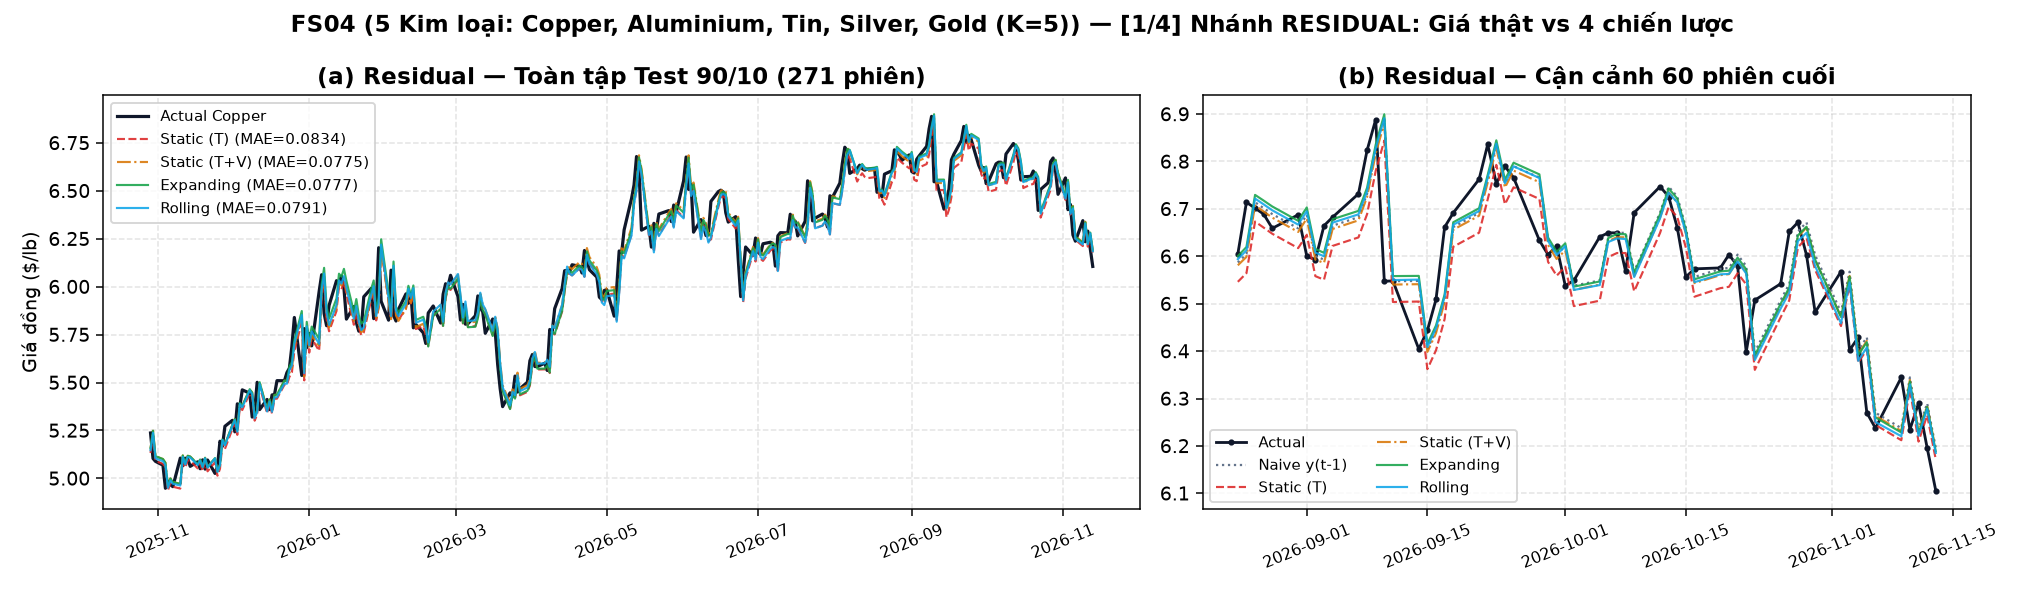 FS04 (5 Kim loại: Copper, Aluminium, Tin, Silver, Gold (K=5)) — [1/4] Nhánh RESIDUAL: Giá thật vs 4 chiến lược
(a) Residual — Toàn tập Test 90/10 (271 phiên)
Giá đồng ($/lb)
6.75
6.50
6.25
6.00
5.75
5.50
5.25
5.00
Actual Copper
Static (T) (MAE=0.0834)
Static (T+V) (MAE=0.0775)
Expanding (MAE=0.0777)
Rolling (MAE=0.0791)
2025-11
2026-01
2026-03
2026-05
2026-07
2026-09
2026-11
(b) Residual — Cận cảnh 60 phiên cuối
6.9
6.8
6.7
6.6
6.5
6.4
6.3
6.2
6.1
Actual
Naive y(t-1)
Static (T)
Static (T+V)
Expanding
Rolling
2026-09-01
2026-09-15
2026-10-01
2026-10-15
2026-11-01
2026-11-15